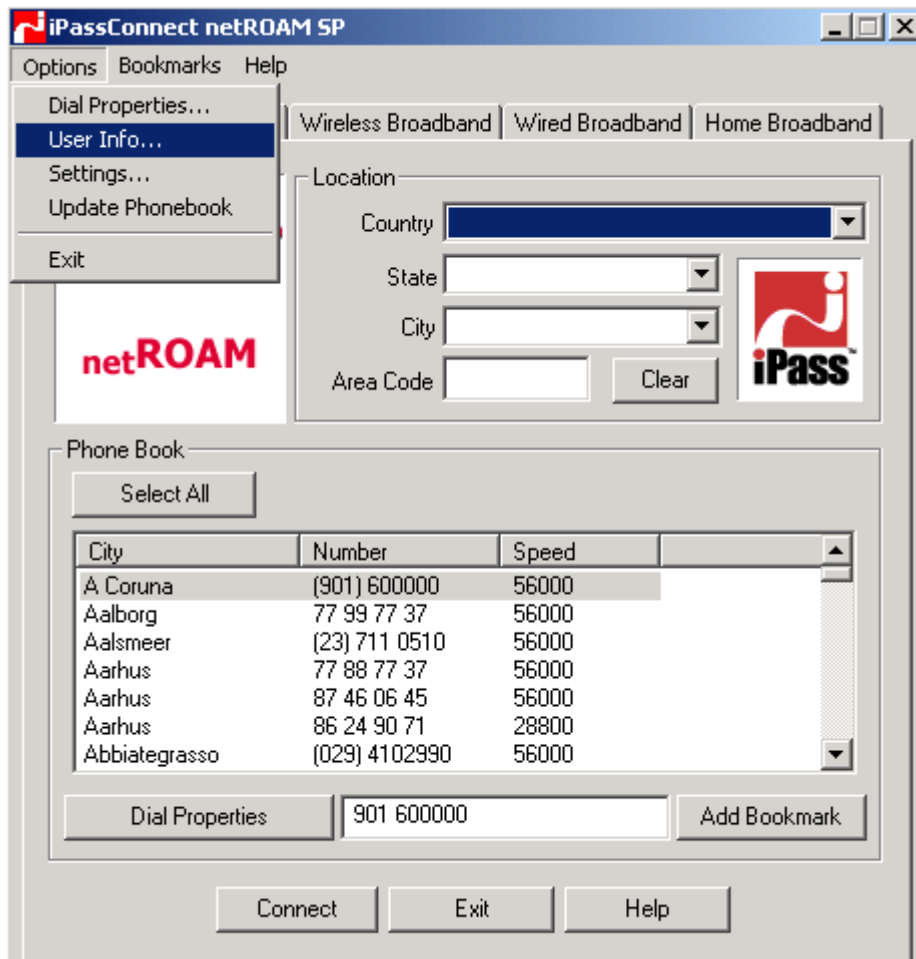 iPassConnect netROAM SP
Options Bookmarks Help
Dial Properties...
User Info...
Settings...
Update Phonebook
Exit
Wireless Broadband Wired Broadband Home Broadband
Location
Country
State
City
Area Code Clear
netROAM
iPass™
Phone Book
Select All
City Number Speed
A Coruna (901) 600000 56000
Aalborg 77 99 77 37 56000
Aalsmeer (23) 711 0510 56000
Aarhus 77 88 77 37 56000
Aarhus 87 46 06 45 56000
Aarhus 86 24 90 71 28800
Abbiategrasso (029) 4102990 56000
Dial Properties 901 600000 Add Bookmark
Connect Exit Help